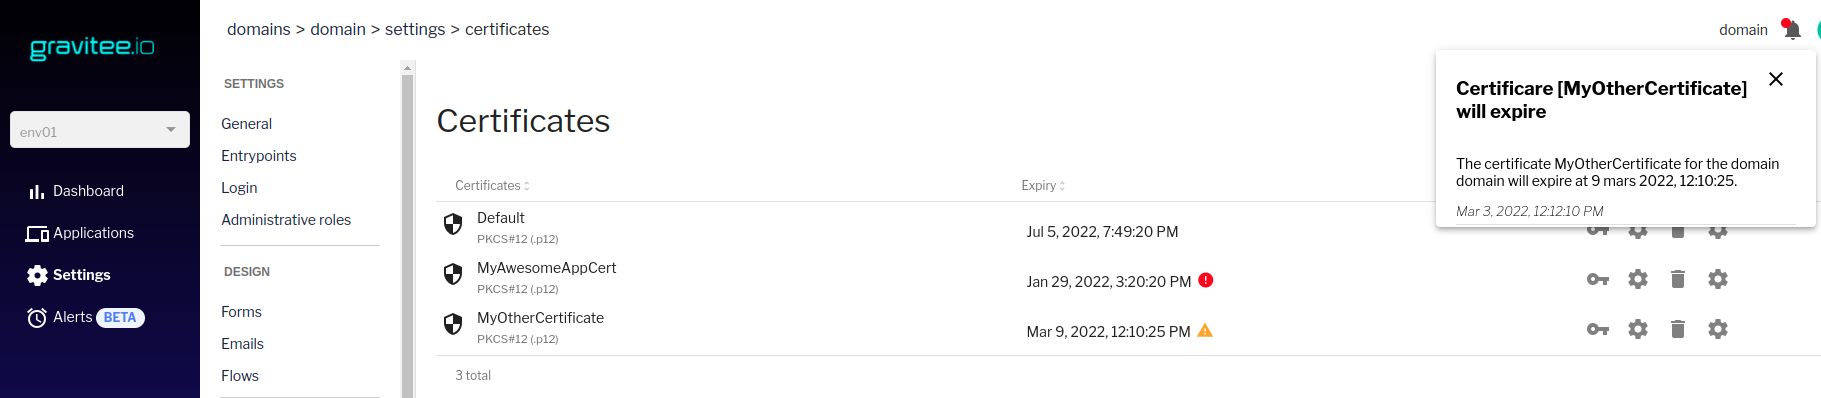 gravitee.io
env01
Dashboard
Applications
Settings
Alerts BETA
domains > domain > settings > certificates
domain
SETTINGS
General
Entrypoints
Login
Administrative roles
DESIGN
Forms
Emails
Flows
Certificates
Certificates Expiry
Default
PKCS#12 (.p12)
Jul 5, 2022, 7:49:20 PM
MyAwesomeAppCert
PKCS#12 (.p12)
Jan 29, 2022, 3:20:20 PM
MyOtherCertificate
PKCS#12 (.p12)
Mar 9, 2022, 12:10:25 PM
3 total
Certificare [MyOtherCertificate]
will expire
The certificate MyOtherCertificate for the domain
domain will expire at 9 mars 2022, 12:10:25.
Mar 3, 2022, 12:12:10 PM